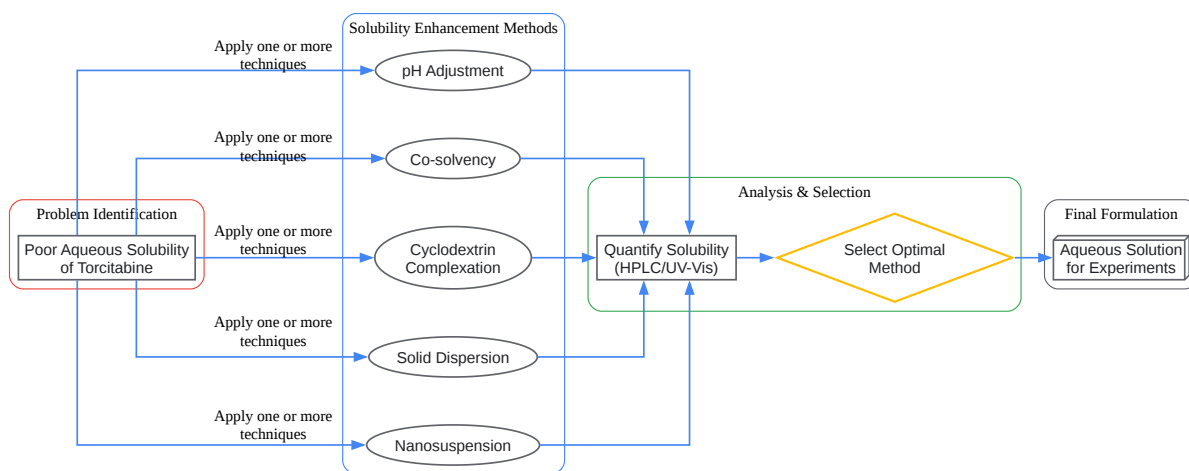 Solubility Enhancement Methods
Apply one or more
techniques
pH Adjustment
Apply one or more
techniques
Co-solvency
Problem Identification
Poor Aqueous Solubility
of Torcitabine
Apply one or more
techniques
Cyclodextrin
Complexation
Apply one or more
techniques
Solid Dispersion
Apply one or more
techniques
Nanosuspension
Analysis & Selection
Quantify Solubility
(HPLC/UV-Vis)
Select Optimal
Method
Final Formulation
Aqueous Solution
for Experiments